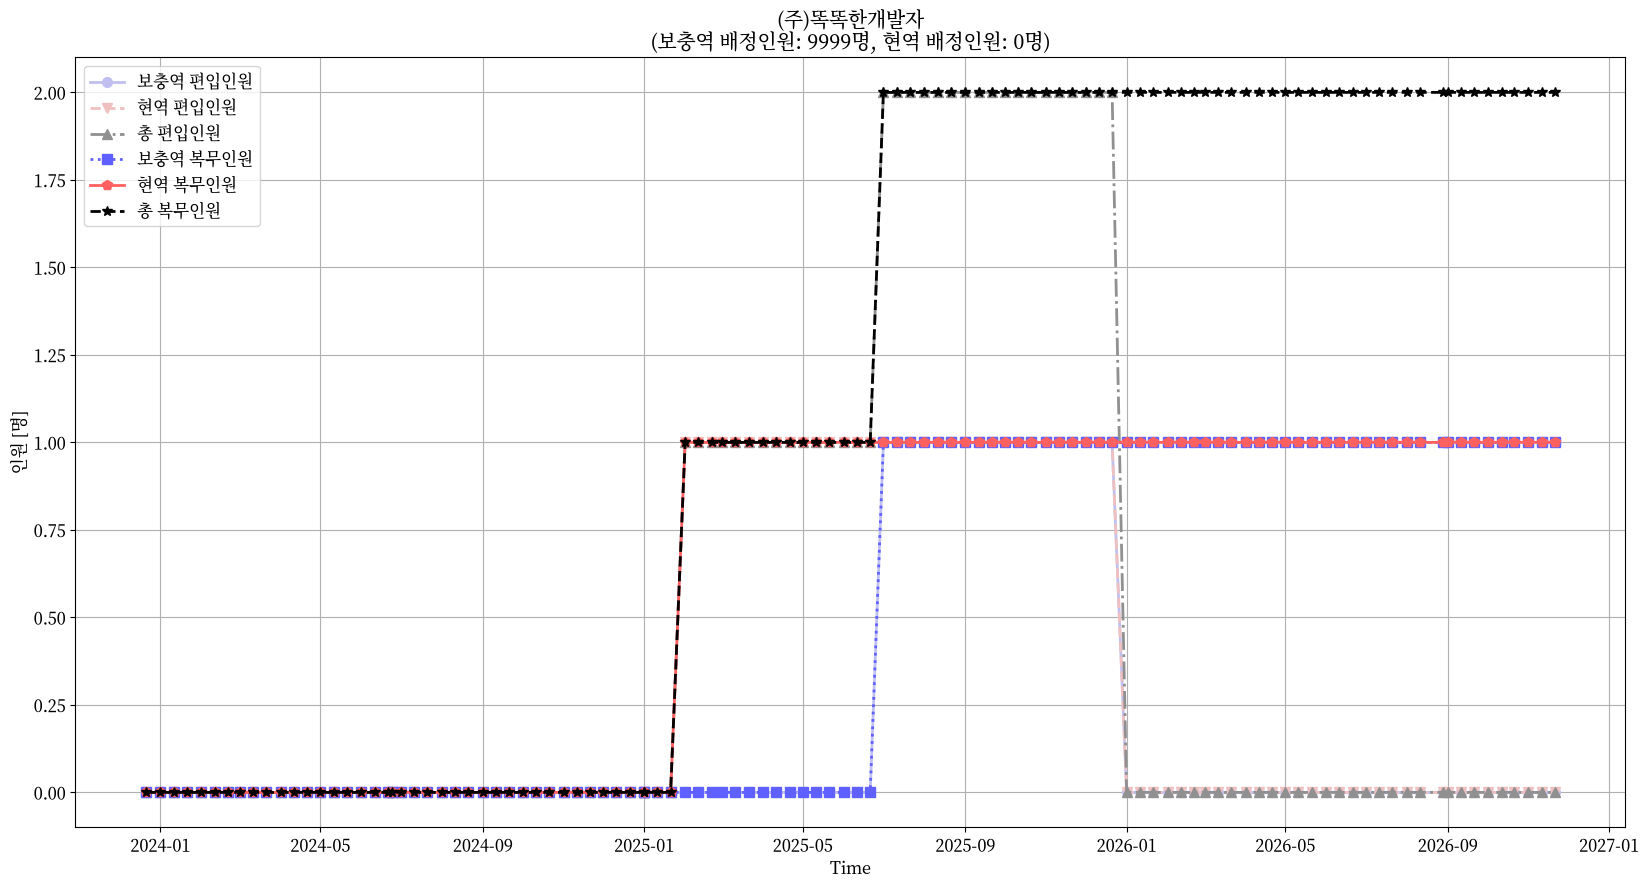 (주)똑똑한개발자
(보충역 배정인원: 9999명, 현역 배정인원: 0명)
보충역 편입인원
현역 편입인원
총 편입인원
보충역 복무인원
현역 복무인원
총 복무인원
2.00
1.75
1.50
1.25
1.00
0.75
0.50
0.25
0.00
인원 [명]
2024-01
2024-05
2024-09
2025-01
2025-05
2025-09
2026-01
2026-05
2026-09
2027-01
Time